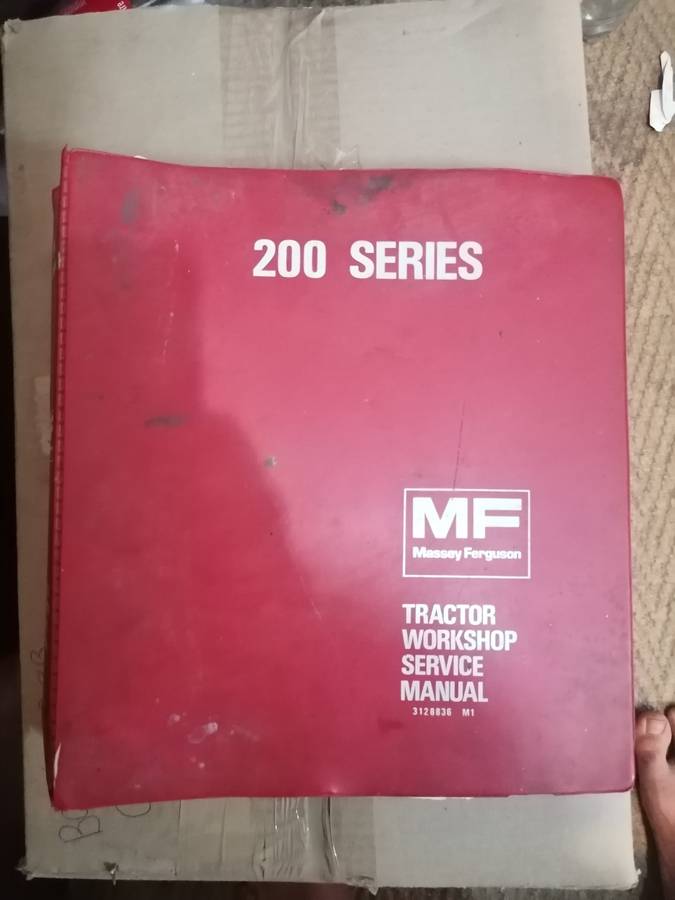 200 SERIES
MF
Massey Ferguson
TRACTOR
WORKSHOP
SERVICE
MANUAL
3128836 M1